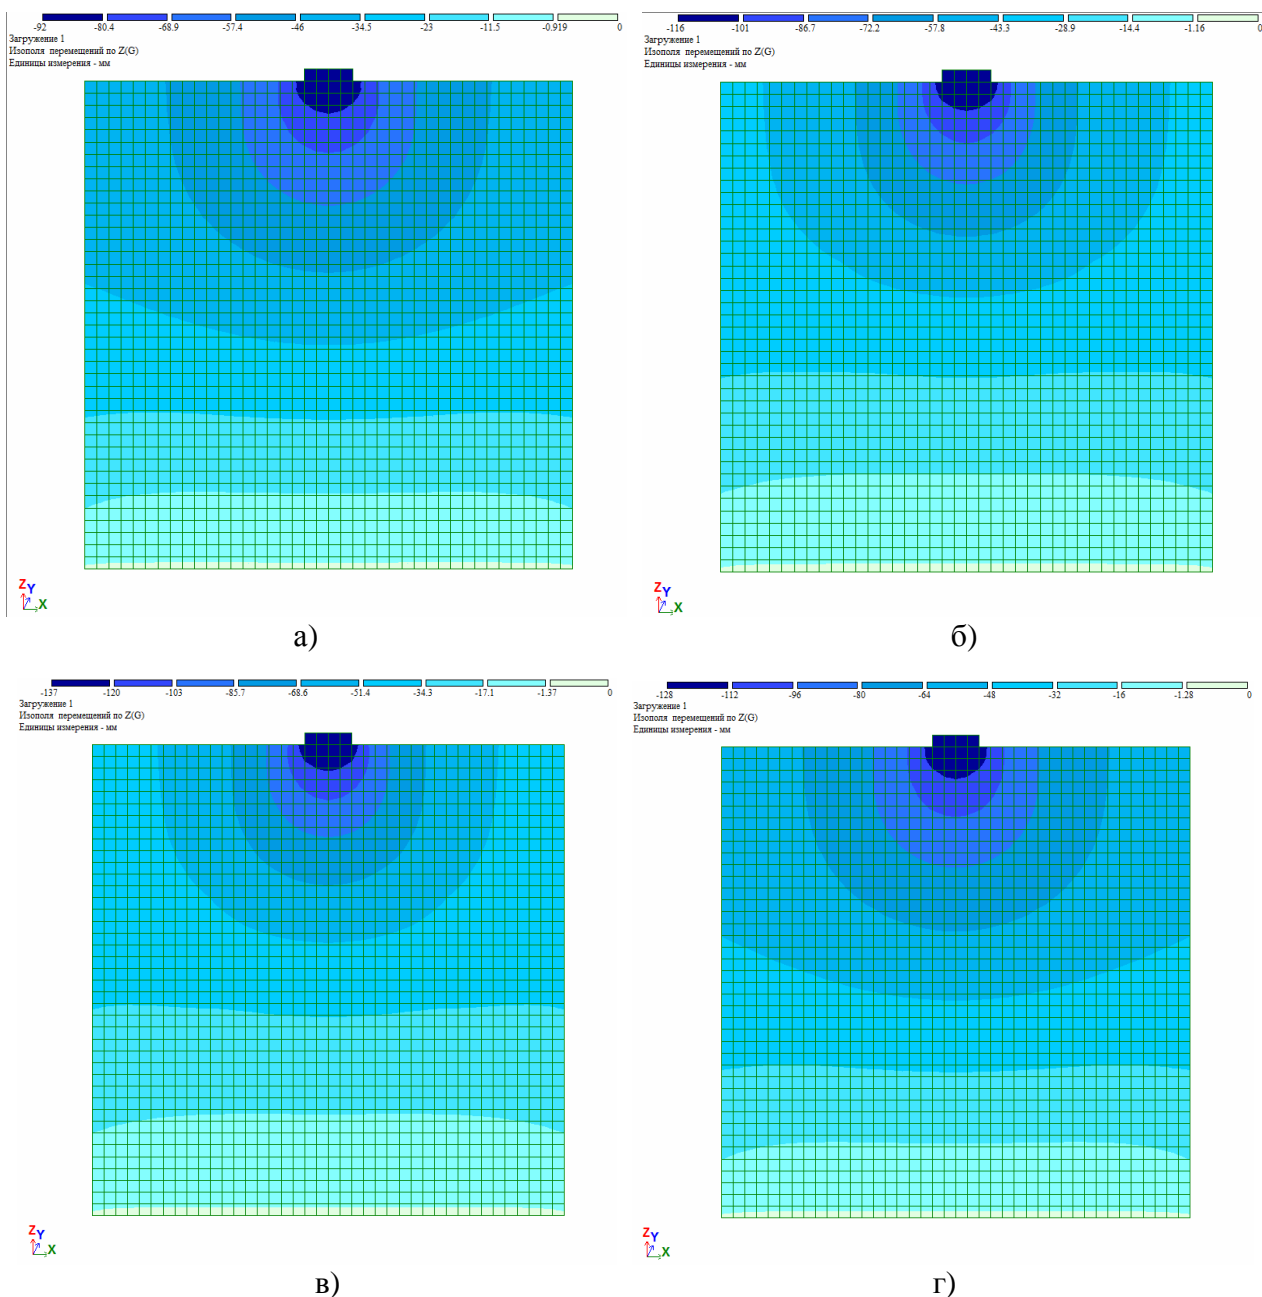 -92 -80.4 -68.9 -57.4 -46 -34.5 -23 -11.5 -0.919 0
Загружение 1
Изополя перемещений по Z(G)
Единицы измерения - мм
Z Y
X
а)
-116 -101 -86.7 -72.2 -57.8 -43.3 -28.9 -14.4 -1.16 0
Загружение 1
Изополя перемещений по Z(G)
Единицы измерения - мм
Z Y
X
б)
-137 -120 -103 -85.7 -68.6 -51.4 -34.3 -17.1 -1.37 0
Загружение 1
Изополя перемещений по Z(G)
Единицы измерения - мм
Z Y
X
в)
-128 -112 -96 -80 -64 -48 -32 -16 -1.28 0
Загружение 1
Изополя перемещений по Z(G)
Единицы измерения - мм
Z Y
X
г)